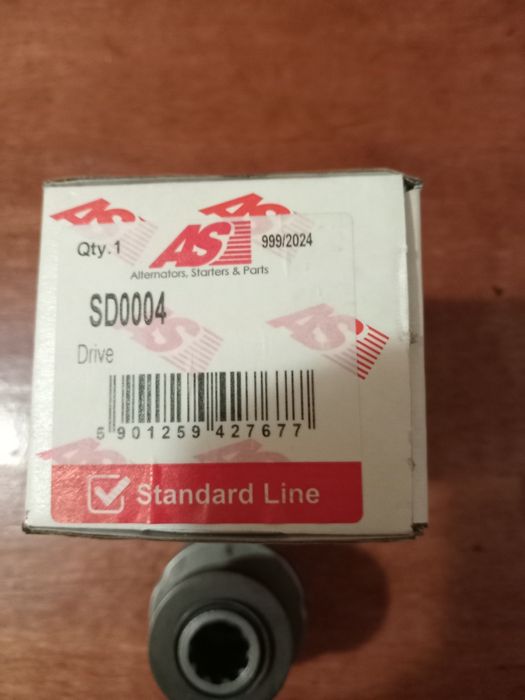 Qty.1
AS
999/2024
Alternators, Starters & Parts
SD0004
Drive
5 901259 427677
Standard Line